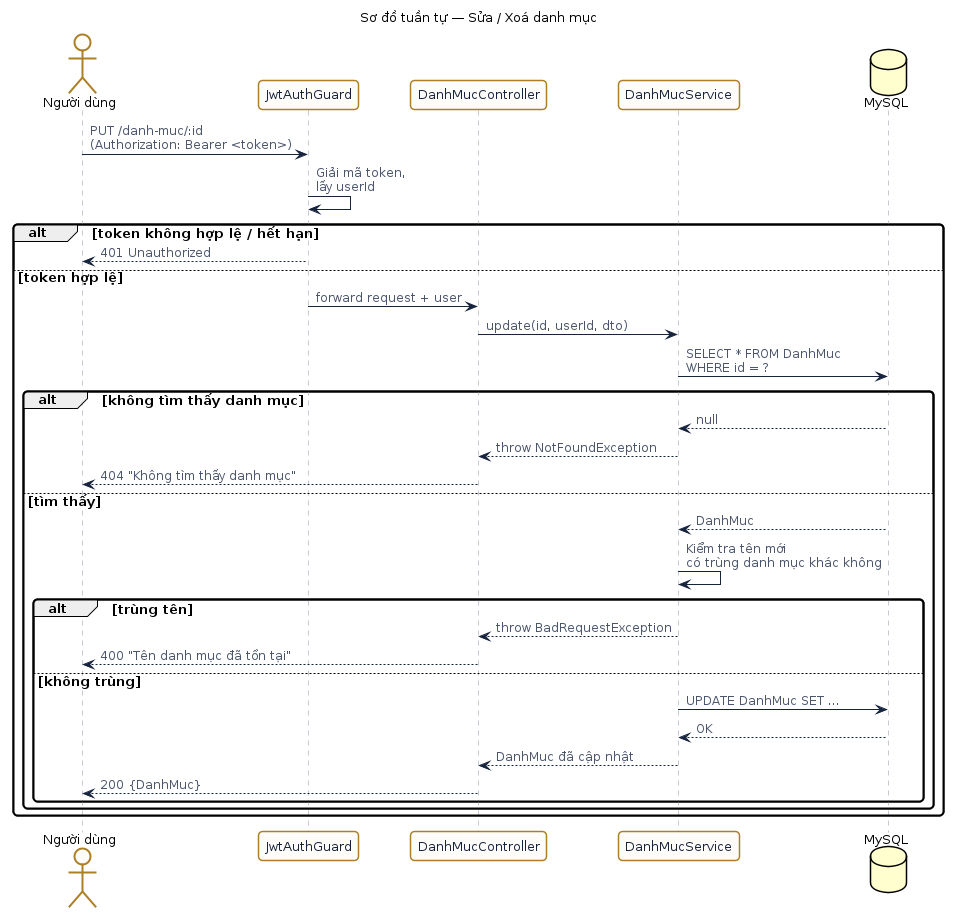 Sơ đồ tuần tự — Sửa / Xoá danh mục
Người dùng
JwtAuthGuard
DanhMucController
DanhMucService
MySQL
PUT /danh-muc/:id
(Authorization: Bearer <token>)
Giải mã token,
lấy userId
alt
[token không hợp lệ / hết hạn]
401 Unauthorized
[token hợp lệ]
forward request + user
update(id, userId, dto)
SELECT * FROM DanhMuc
WHERE id = ?
alt
[không tìm thấy danh mục]
null
throw NotFoundException
404 "Không tìm thấy danh mục"
[tìm thấy]
DanhMuc
Kiểm tra tên mới
có trùng danh mục khác không
alt
[trùng tên]
throw BadRequestException
400 "Tên danh mục đã tồn tại"
[không trùng]
UPDATE DanhMuc SET ...
OK
DanhMuc đã cập nhật
200 {DanhMuc}
Người dùng
JwtAuthGuard
DanhMucController
DanhMucService
MySQL